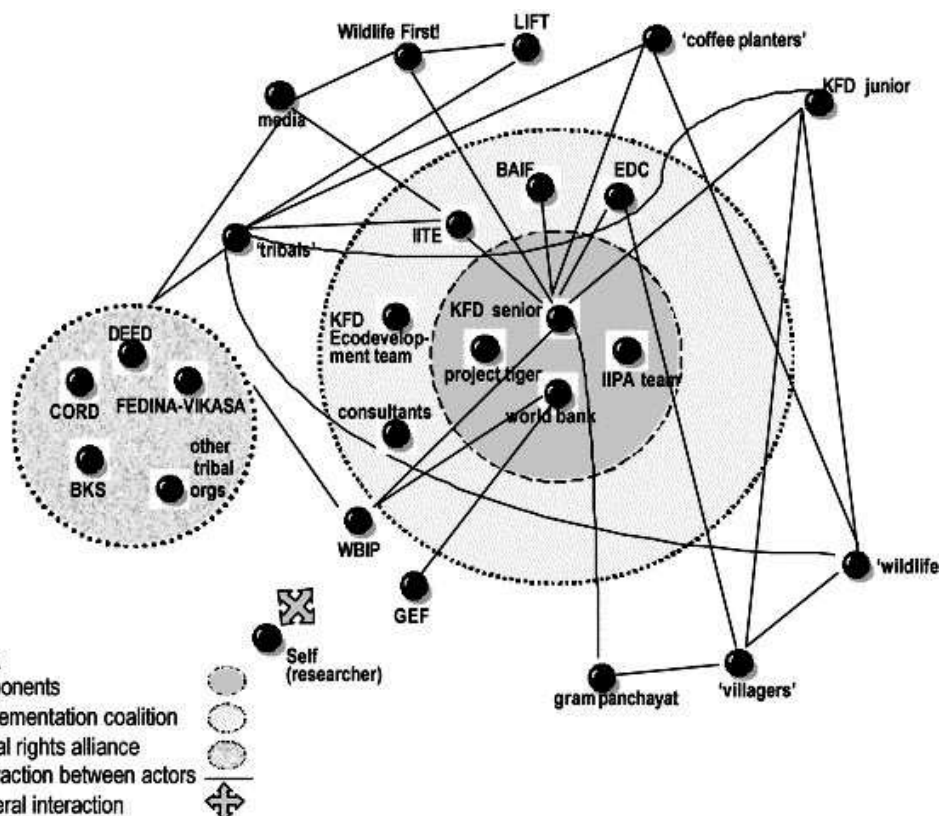 LIFT
Wildlife First!
'coffee planters'
KFD junior
media
BAIF
EDC
IITE
'tribals'
KFD senior
KFD
Ecodevelop
ment team
project tiger
IIPA team
DEED
CORD
FEDINA-VIKASA
consultants
world bank
other
tribal
orgs
BKS
WBIP
'wildlife
GEF
Self
(researcher)
gram panchayat
'villagers'
onents
ementation coalition
al rights alliance
action between actors
eral interaction